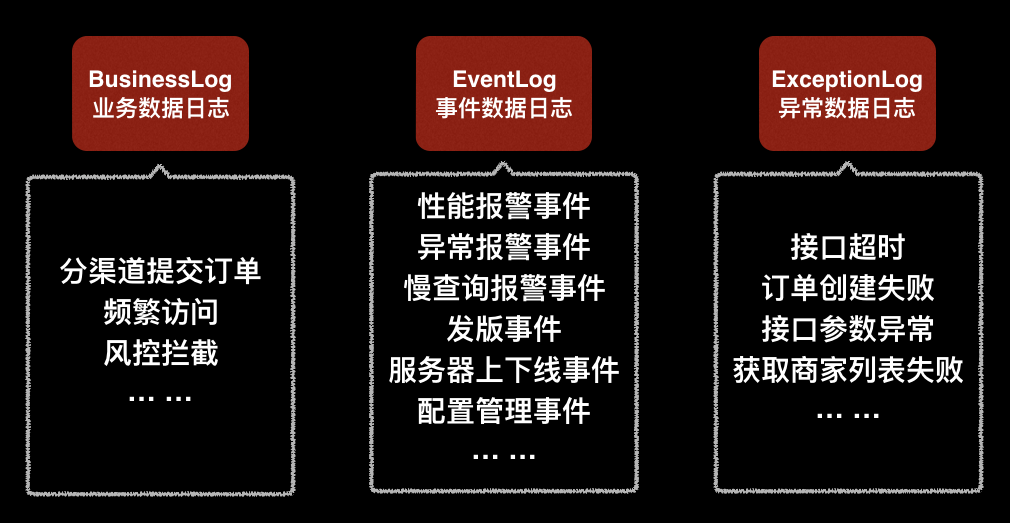 BusinessLog
业务数据日志
分渠道提交订单
频繁访问
风控拦截
... ...
EventLog
事件数据日志
性能报警事件
异常报警事件
慢查询报警事件
发版事件
服务器上下线事件
配置管理事件
... ...
ExceptionLog
异常数据日志
接口超时
订单创建失败
接口参数异常
获取商家列表失败
... ...